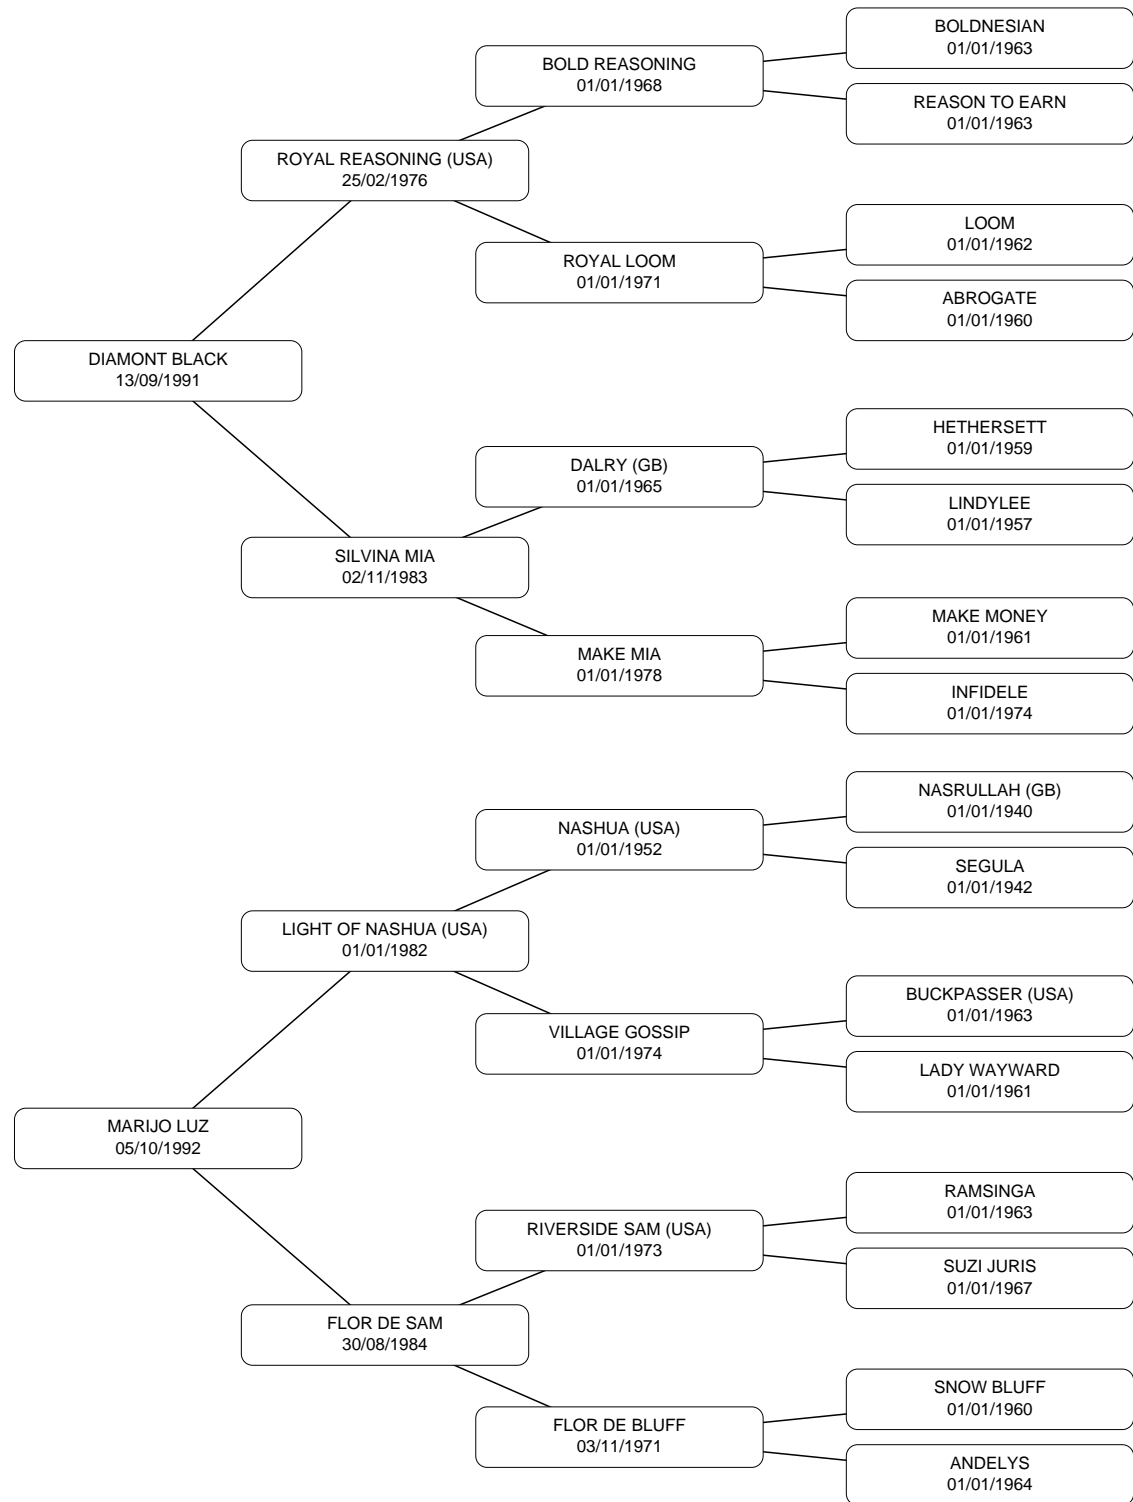 BOLDNESIAN
01/01/1963
BOLD REASONING
01/01/1968
REASON TO EARN
01/01/1963
ROYAL REASONING (USA)
25/02/1976
LOOM
01/01/1962
ROYAL LOOM
01/01/1971
ABROGATE
01/01/1960
DIAMONT BLACK
13/09/1991
HETHERSETT
01/01/1959
DALRY (GB)
01/01/1965
LINDYLEE
01/01/1957
SILVINA MIA
02/11/1983
MAKE MONEY
01/01/1961
MAKE MIA
01/01/1978
INFIDELE
01/01/1974
NASRULLAH (GB)
01/01/1940
NASHUA (USA)
01/01/1952
SEGULA
01/01/1942
LIGHT OF NASHUA (USA)
01/01/1982
BUCKPASSER (USA)
01/01/1963
VILLAGE GOSSIP
01/01/1974
LADY WAYWARD
01/01/1961
MARIJO LUZ
05/10/1992
RAMSINGA
01/01/1963
RIVERSIDE SAM (USA)
01/01/1973
SUZI JURIS
01/01/1967
FLOR DE SAM
30/08/1984
SNOW BLUFF
01/01/1960
FLOR DE BLUFF
03/11/1971
ANDELYS
01/01/1964